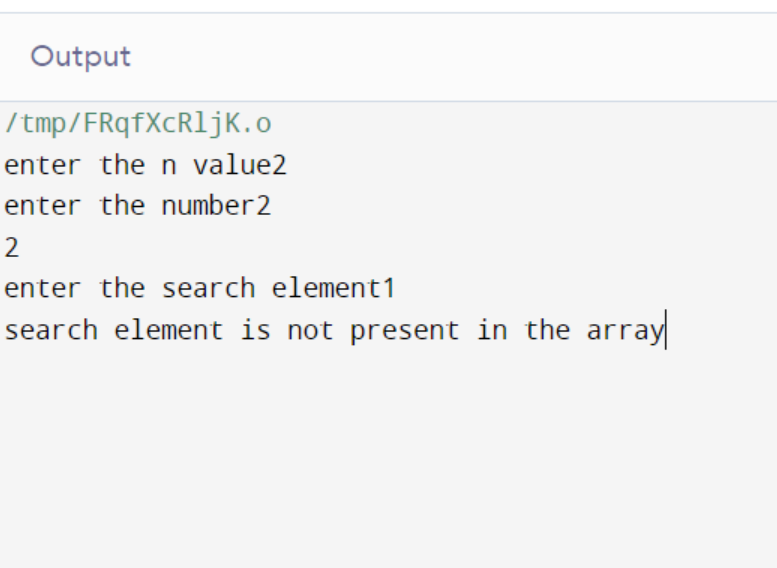 Output
/tmp/FRqfXcRljK.o
enter the n value2
enter the number2
2
enter the search element1
search element is not present in the array